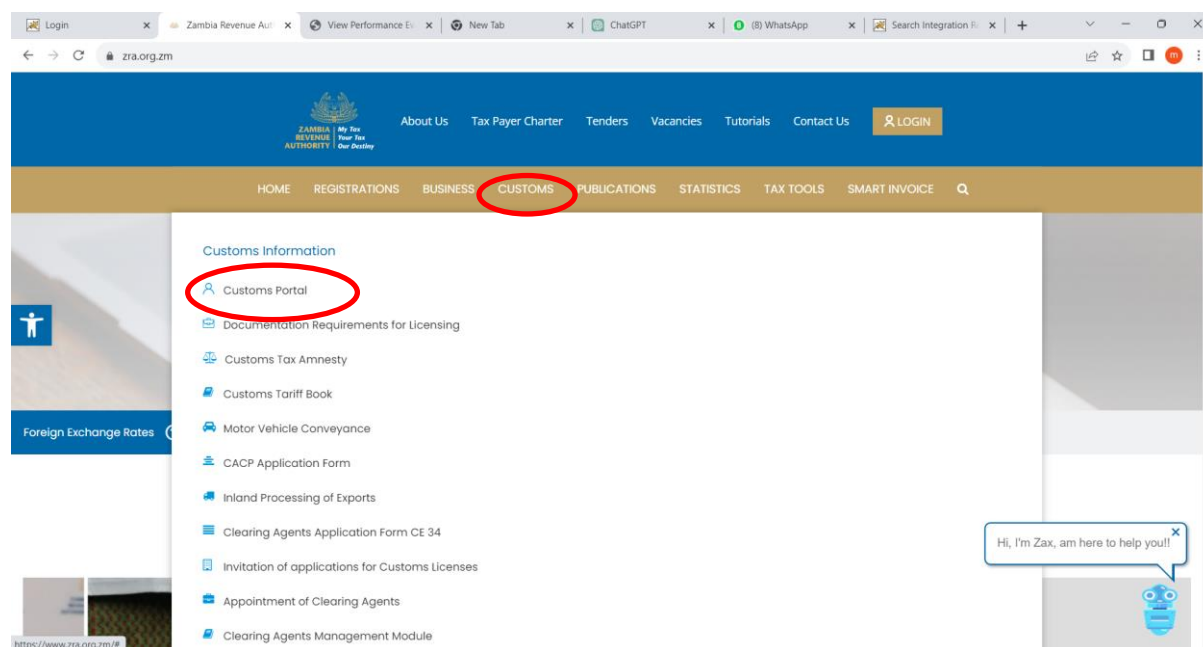 Login
Zambia Revenue Aut
View Performance Ev
New Tab
ChatGPT
(8) WhatsApp
Search Integration R
zra.org.zm
m
ZAMBIA REVENUE AUTHORITY
My Tax Your Tax Our Destiny
About Us Tax Payer Charter Tenders Vacancies Tutorials Contact Us LOGIN
HOME REGISTRATIONS BUSINESS CUSTOMS PUBLICATIONS STATISTICS TAX TOOLS SMART INVOICE
Customs Information
Customs Portal
Documentation Requirements for Licensing
Customs Tax Amnesty
Customs Tariff Book
Motor Vehicle Conveyance
Foreign Exchange Rates
CACP Application Form
Inland Processing of Exports
Clearing Agents Application Form CE 34
Hi, I'm Zax, am here to help you!!
Invitation of applications for Customs Licenses
Appointment of Clearing Agents
Clearing Agents Management Module
https://www.zra.org.zm/#